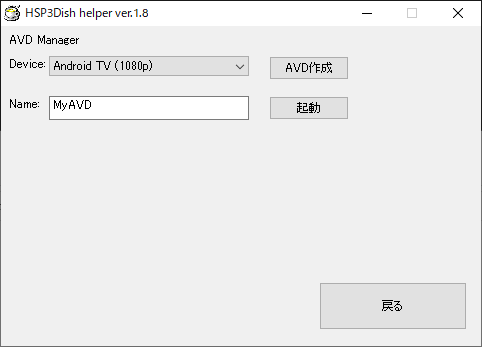 HSP3Dish helper ver.1.8
AVD Manager
Device: Android TV (1080p) AVD作成
Name: MyAVD 起動
戻る